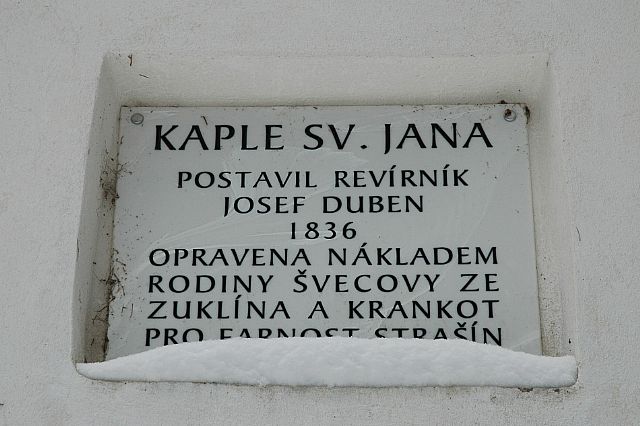 KAPLE SV. JANA
POSTAVIL REVÍRNÍK
JOSEF DUBEN
1836
OPRAVENA NÁKLADEM
RODINY ŠVECOVY ZE
ZUKLÍNA A KRANKOT
PRO FARNOST STRAŠÍN